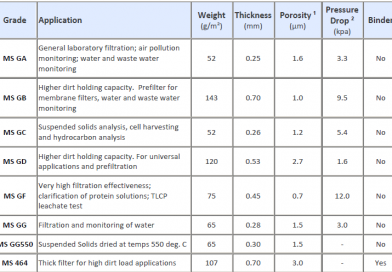 Grade Application Weight (g/m³) Thickness (mm) Porosity ¹ (µm) Pressure Drop ² (kpa) Binder
MS GA General laboratory filtration; air pollution monitoring; water and waste water monitoring 52 0.25 1.6 3.3 No
MS GB Higher dirt holding capacity. Prefilter for membrane filters, water and waste water monitoring 143 0.70 1.0 9.5 No
MS GC Suspended solids analysis, cell harvesting and hydrocarbon analysis 52 0.26 1.2 5.4 No
MS GD Higher dirt holding capacity. For universal applications and prefiltration 120 0.53 2.7 1.6 No
MS GF Very high filtration effectiveness; clarification of protein solutions; TLCP leachate test 75 0.45 0.7 12.0 No
MS GG Filtration and monitoring of water 65 0.28 1.5 3.0 No
MS GG550 Suspended Solids dried at temps 550 deg. C 65 0.30 1.5 - No
MS 464 Thick filter for high dirt load applications 107 0.70 3.0 - Yes